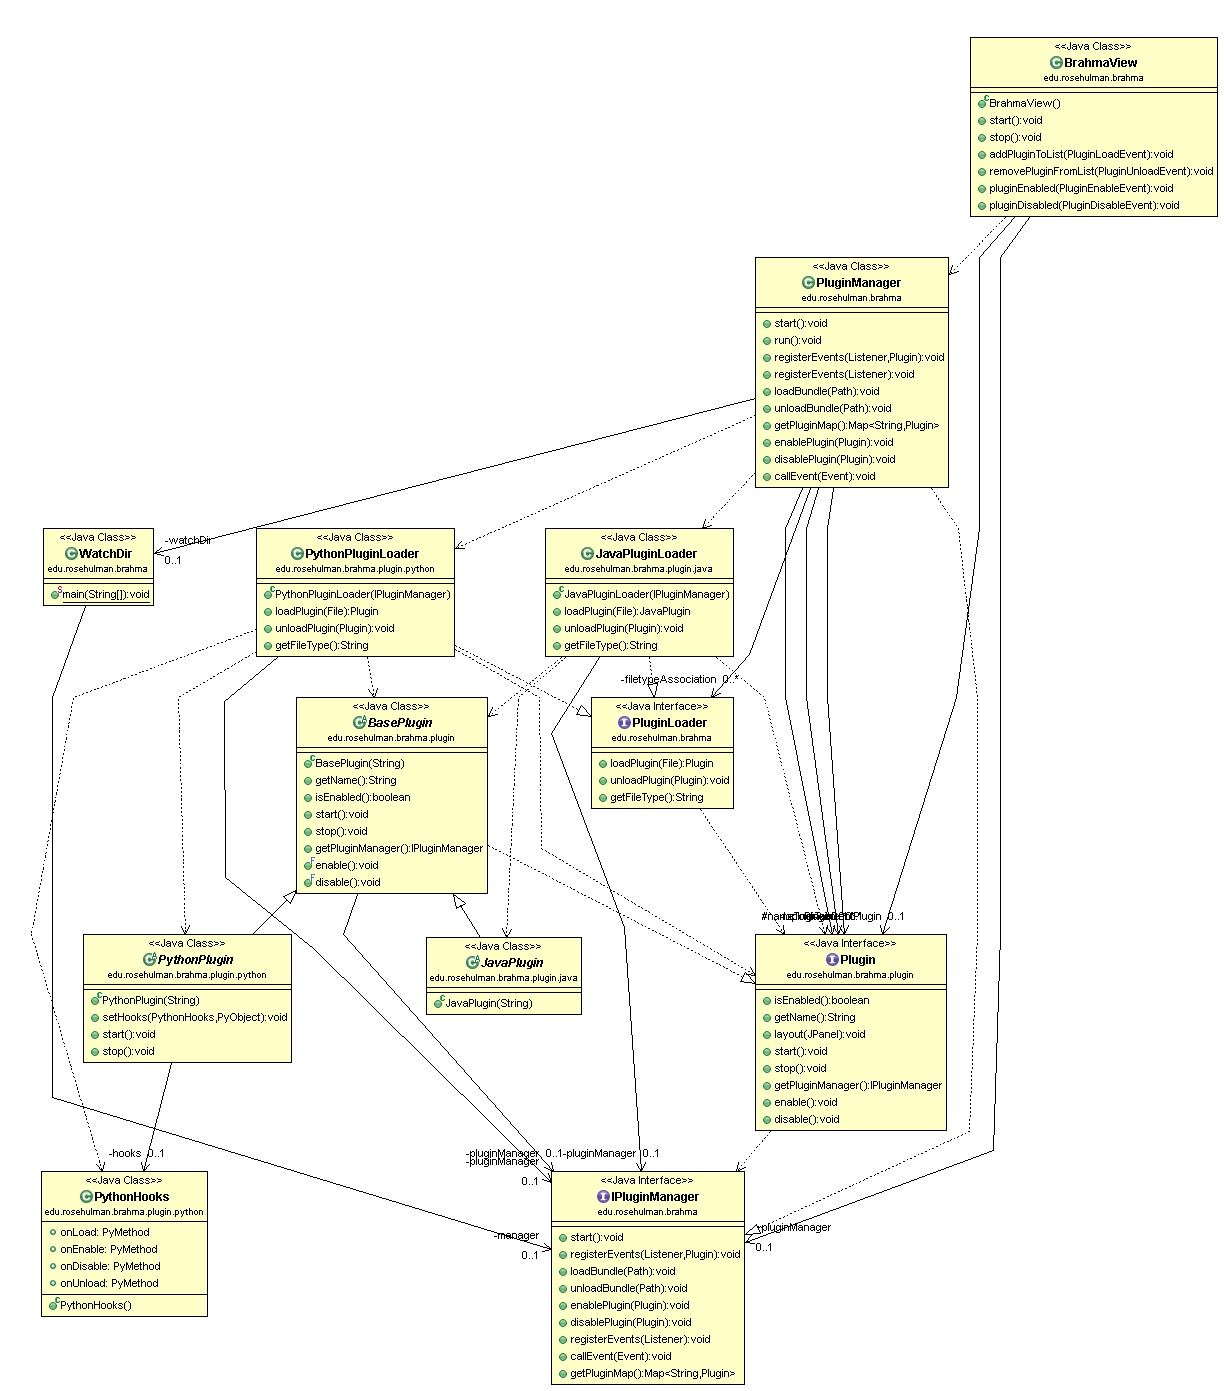 <<Java Class>>
BrahmaView
edu.rosehulman.brahma
BrahmaView()
start():void
stop():void
addPluginToList(PluginLoadEvent):void
removePluginFromList(PluginUnloadEvent):void
pluginEnabled(PluginEnableEvent):void
pluginDisabled(PluginDisableEvent):void
<<Java Class>>
PluginManager
edu.rosehulman.brahma
start():void
run():void
registerEvents(Listener,Plugin):void
registerEvents(Listener):void
loadBundle(Path):void
unloadBundle(Path):void
getPluginMap():Map<String,Plugin>
enablePlugin(Plugin):void
disablePlugin(Plugin):void
callEvent(Event):void
<<Java Class>>
WatchDir
edu.rosehulman.brahma
main(String[]):void
-watchDir
0..1
<<Java Class>>
PythonPluginLoader
edu.rosehulman.brahma.plugin.python
PythonPluginLoader(IPluginManager)
loadPlugin(File):Plugin
unloadPlugin(Plugin):void
getFileType():String
<<Java Class>>
JavaPluginLoader
edu.rosehulman.brahma.plugin.java
JavaPluginLoader(IPluginManager)
loadPlugin(File):JavaPlugin
unloadPlugin(Plugin):void
getFileType():String
-filetypeAssociation 0..*
<<Java Class>>
BasePlugin
edu.rosehulman.brahma.plugin
BasePlugin(String)
getName():String
isEnabled():boolean
start():void
stop():void
getPluginManager():IPluginManager
enable():void
disable():void
<<Java Interface>>
PluginLoader
edu.rosehulman.brahma
loadPlugin(File):Plugin
unloadPlugin(Plugin):void
getFileType():String
Plugin 0..1
<<Java Class>>
PythonPlugin
edu.rosehulman.brahma.plugin.python
PythonPlugin(String)
setHooks(PythonHooks,PyObject):void
start():void
stop():void
<<Java Class>>
JavaPlugin
edu.rosehulman.brahma.plugin.java
JavaPlugin(String)
<<Java Interface>>
Plugin
edu.rosehulman.brahma.plugin
isEnabled():boolean
getName():String
layout(JPanel):void
start():void
stop():void
getPluginManager():IPluginManager
enable():void
disable():void
-hooks 0..1
-pluginManager 0..1
-pluginManager 0..1
-pluginManager
0..1
<<Java Class>>
PythonHooks
edu.rosehulman.brahma.plugin.python
onLoad: PyMethod
onEnable: PyMethod
onDisable: PyMethod
onUnload: PyMethod
PythonHooks()
-manager
0..1
-pluginManager
0..1
<<Java Interface>>
IPluginManager
edu.rosehulman.brahma
start():void
registerEvents(Listener,Plugin):void
loadBundle(Path):void
unloadBundle(Path):void
enablePlugin(Plugin):void
disablePlugin(Plugin):void
registerEvents(Listener):void
callEvent(Event):void
getPluginMap():Map<String,Plugin>